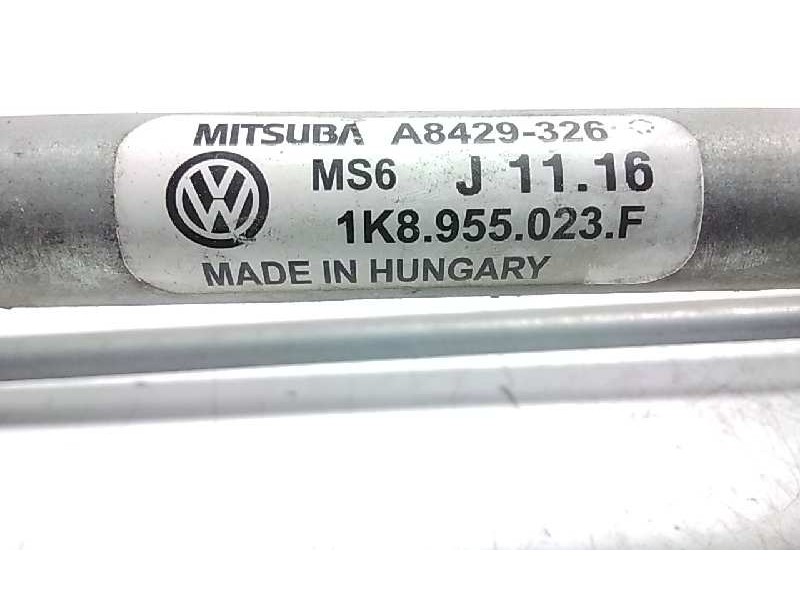 MITSUBA A8429-326
MS6 J 11.16
1K8.955.023.F
MADE IN HUNGARY